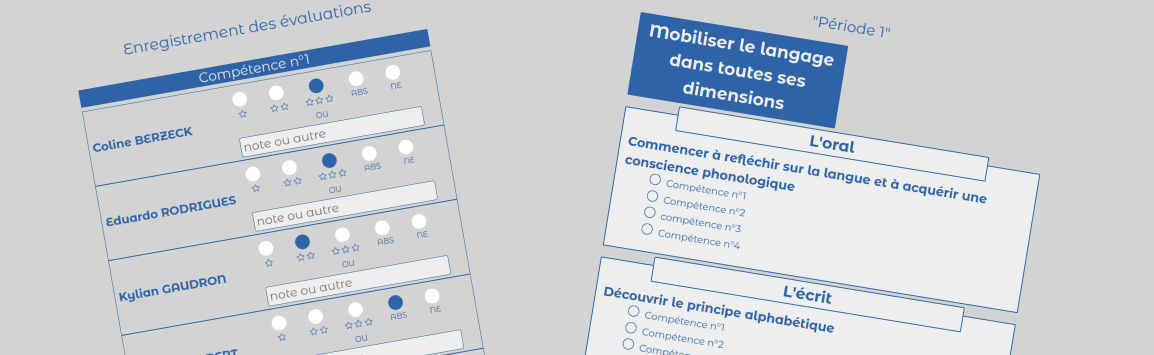 Enregistrement des évaluations
Compétence n°1
Coline BERZECK
ABS
NE
ou
note ou autre
Eduardo RODRIGUES
ABS
NE
ou
note ou autre
Kylian GAUDRON
ABS
NE
ou
note ou autre
ABS
NE
ou
"Période 1"
Mobiliser le langage
dans toutes ses
dimensions
L'oral
Commencer à refléchir sur la langue et à acquérir une
conscience phonologique
Compétence n°1
Compétence n°2
compétence n°3
Compétence n°4
L'écrit
Découvrir le principe alphabétique
Compétence n°1
Compétence n°2